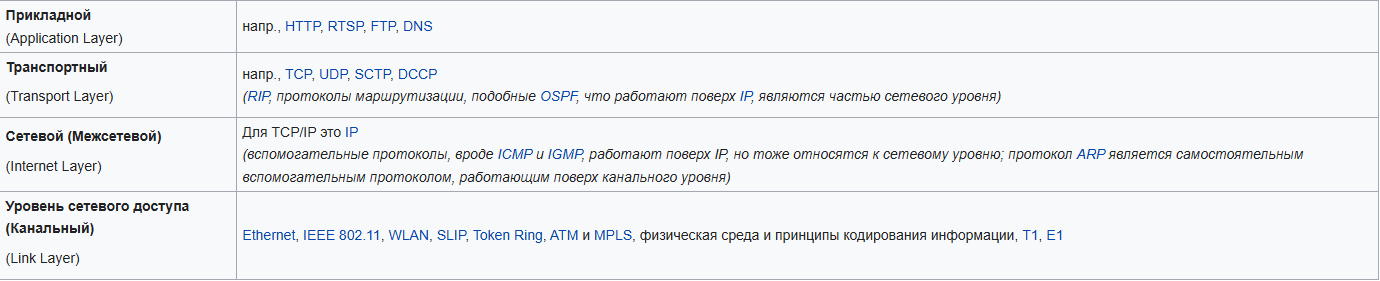 Прикладной
(Application Layer)
напр., HTTP, RTSP, FTP, DNS
Транспортный
(Transport Layer)
напр., TCP, UDP, SCTP, DCCP
(RIP, протоколы маршрутизации, подобные OSPF, что работают поверх IP, являются частью сетевого уровня)
Сетевой (Межсетевой)
(Internet Layer)
Для TCP/IP это IP
(вспомогательные протоколы, вроде ICMP и IGMP, работают поверх IP, но тоже относятся к сетевому уровню; протокол ARP является самостоятельным
вспомогательным протоколом, работающим поверх канального уровня)
Уровень сетевого доступа
(Канальный)
(Link Layer)
Ethernet, IEEE 802.11, WLAN, SLIP, Token Ring, ATM и MPLS, физическая среда и принципы кодирования информации, T1, E1